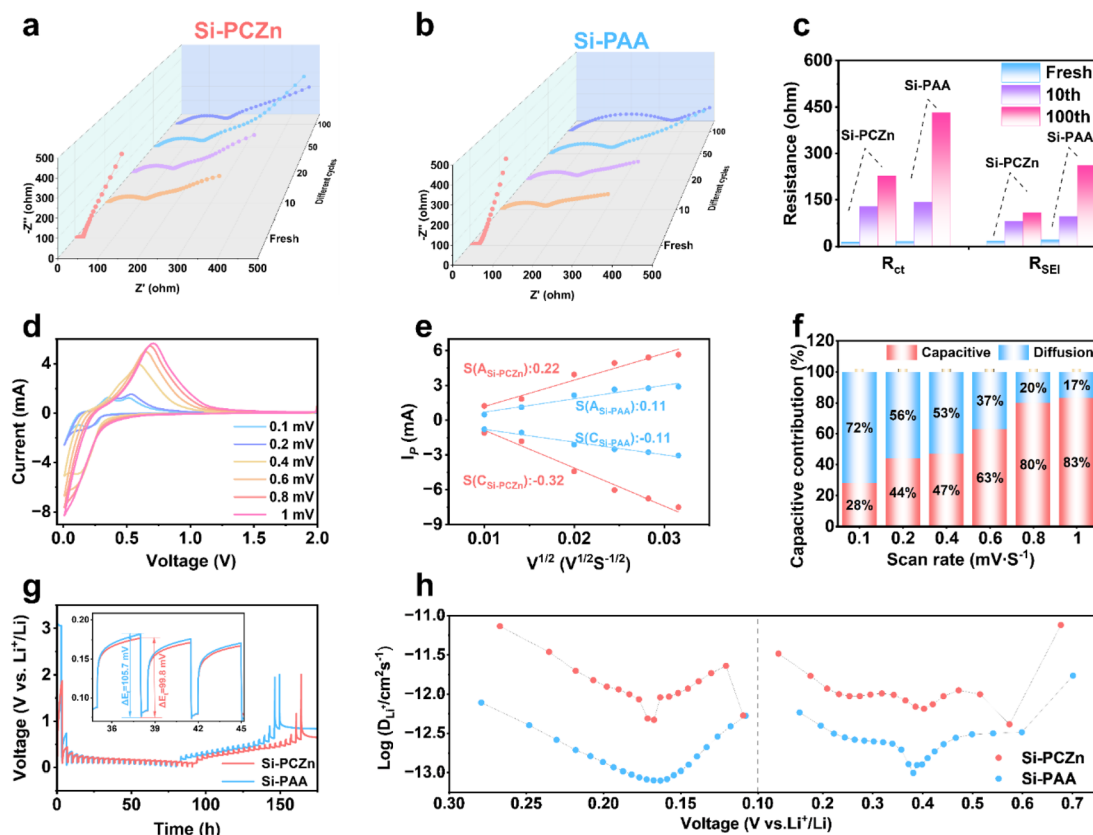 a
Si-PCZn
-Z'' (ohm)
500
400
300
200
100
0
0 100 200 300 400 500
Z' (ohm)
Fresh
10
20
50
100
Different cycles
b
Si-PAA
-Z'' (ohm)
500
400
300
200
100
0
0 100 200 300 400 500
Z' (ohm)
Fresh
10
20
50
100
Different cycles
c
Resistance (ohm)
600
450
300
150
0
Fresh
10th
100th
Si-PCZn
Si-PAA
Si-PCZn
Si-PAA
Rct
RSEI
d
Current (mA)
4
0
−4
−8
0.1 mV
0.2 mV
0.4 mV
0.6 mV
0.8 mV
1 mV
0.0 0.5 1.0 1.5 2.0
Voltage (V)
e
IP (mA)
6
3
0
-3
-6
-9
S(ASi-PCZn):0.22
S(ASi-PAA):0.11
S(CSi-PAA):-0.11
S(CSi-PCZn):-0.32
0.01 0.02 0.03
V1/2 (V1/2S-1/2)
f
Capacitive contribution (%)
120
100
80
60
40
20
0
Capacitive Diffusion
72% 56% 53% 37% 20% 17%
28% 44% 47% 63% 80% 83%
0.1 0.2 0.4 0.6 0.8 1
Scan rate (mV·S-1)
g
Voltage (V vs. Li+/Li)
3
2
1
0
0.20
0.15
0.10
ΔEs=105.7 mV
ΔEs=99.8 mV
36 39 42 45
Si-PCZn
Si-PAA
0 50 100 150
Time (h)
h
Log (DLi+/cm2s-1)
−11.0
−11.5
−12.0
−12.5
−13.0
Si-PCZn
Si-PAA
0.30 0.25 0.20 0.15 0.10 0.2 0.3 0.4 0.5 0.6 0.7
Voltage (V vs.Li+/Li)